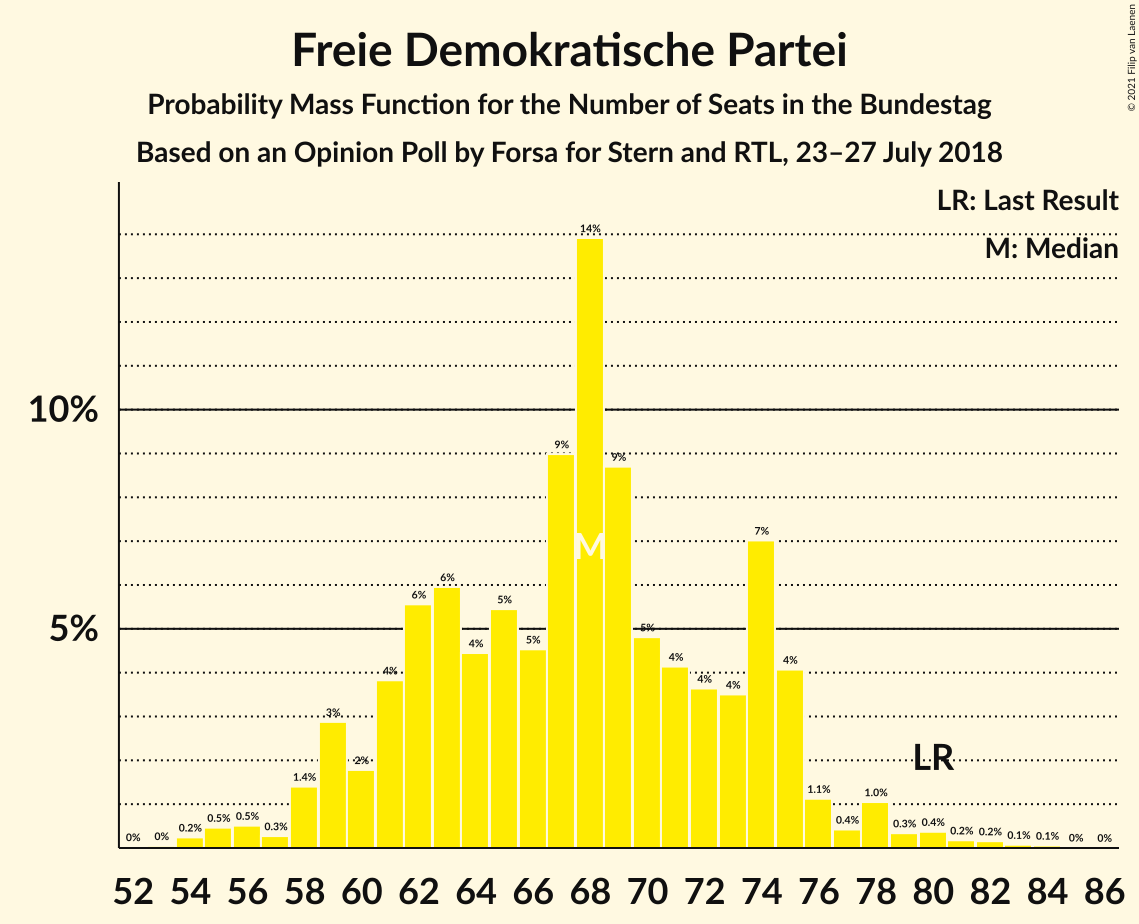 Freie Demokratische Partei
Probability Mass Function for the Number of Seats in the Bundestag
Based on an Opinion Poll by Forsa for Stern and RTL, 23–27 July 2018
© 2021 Filip van Laenen
LR: Last Result
M: Median
10%
5%
0% 0% 0.2% 0.5% 0.5% 0.3% 1.4% 3% 2% 4% 6% 6% 4% 5% 5% 9% 14% 9% 5% 4% 4% 4% 7% 4% 1.1% 0.4% 1.0% 0.3% 0.4% 0.2% 0.2% 0.1% 0.1% 0% 0%
M
LR
52 54 56 58 60 62 64 66 68 70 72 74 76 78 80 82 84 86